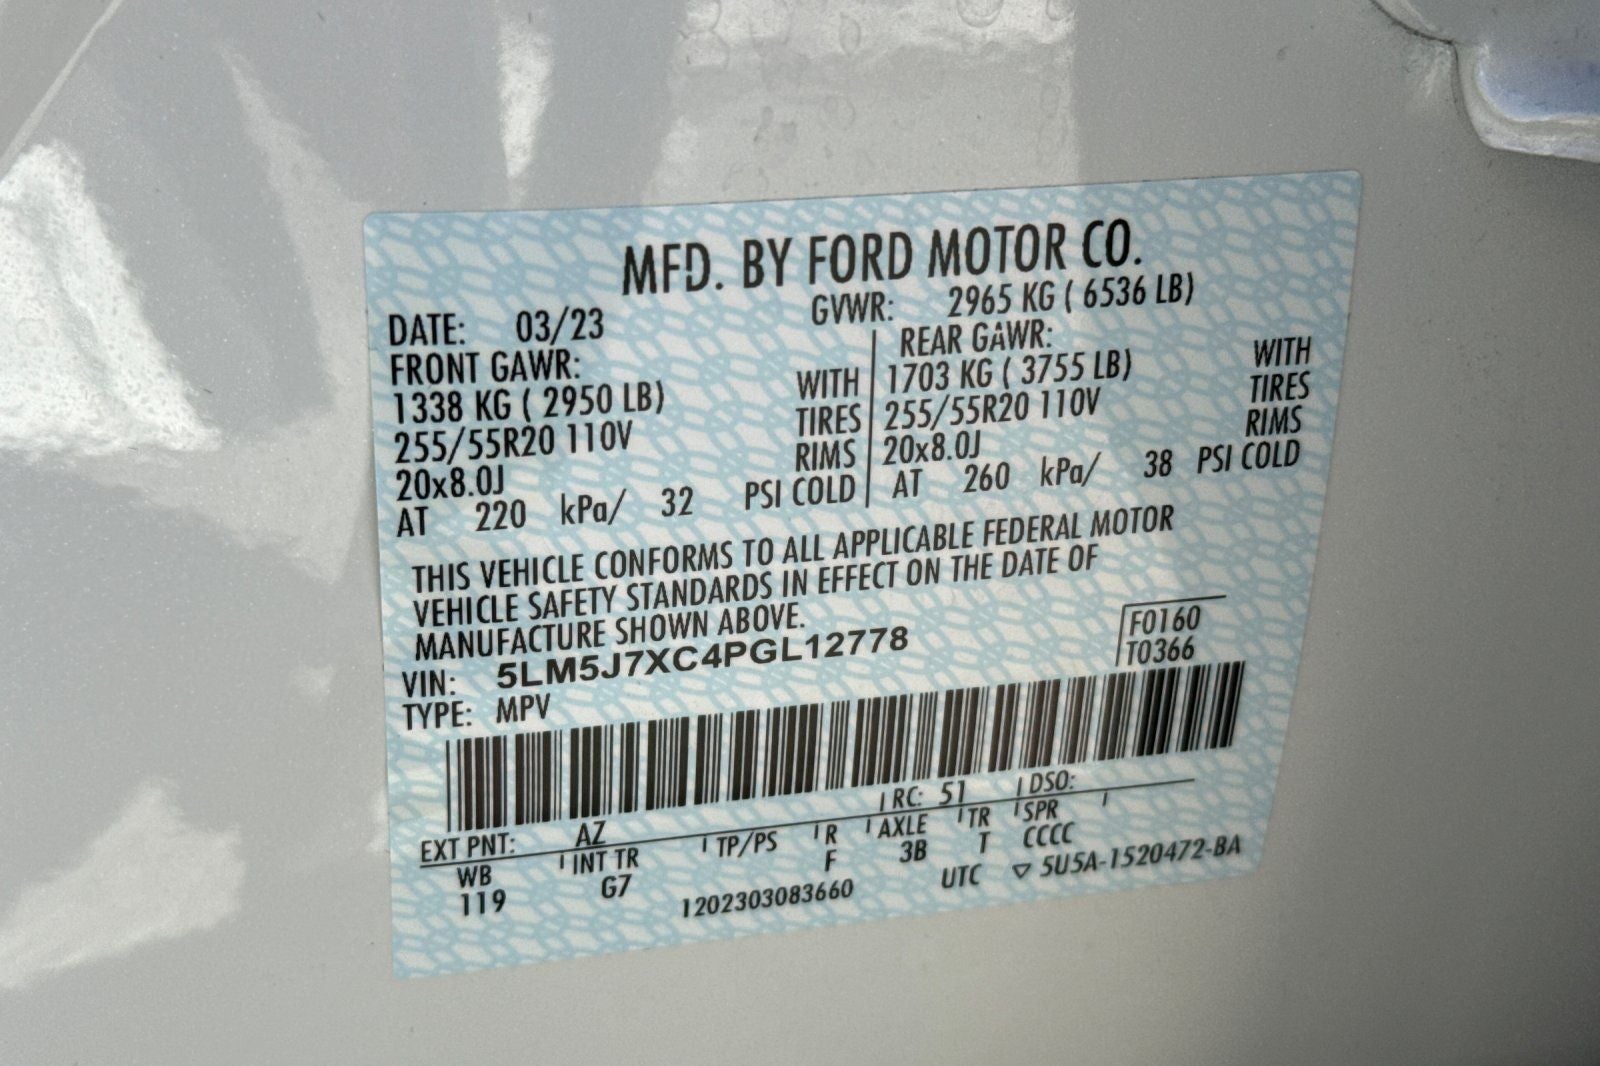 MFD. BY FORD MOTOR CO.
DATE: 03/23 GVWR: 2965 KG ( 6536 LB)
FRONT GAWR: REAR GAWR:
1338 KG ( 2950 LB) WITH 1703 KG ( 3755 LB) WITH
255/55R20 110V TIRES 255/55R20 110V TIRES
20x8.0J RIMS 20x8.0J RIMS
AT 220 kPa/ 32 PSI COLD AT 260 kPa/ 38 PSI COLD
THIS VEHICLE CONFORMS TO ALL APPLICABLE FEDERAL MOTOR
VEHICLE SAFETY STANDARDS IN EFFECT ON THE DATE OF
MANUFACTURE SHOWN ABOVE.
VIN: 5LM5J7XC4PGL12778 F0160
TYPE: MPV T0366
EXT PNT: AZ RC: 51 DSO:
WB INT TR TP/PS R AXLE TR SPR
119 G7 F 3B T CCCC
1202303083660 UTC ▽ 5U5A-1520472-BA